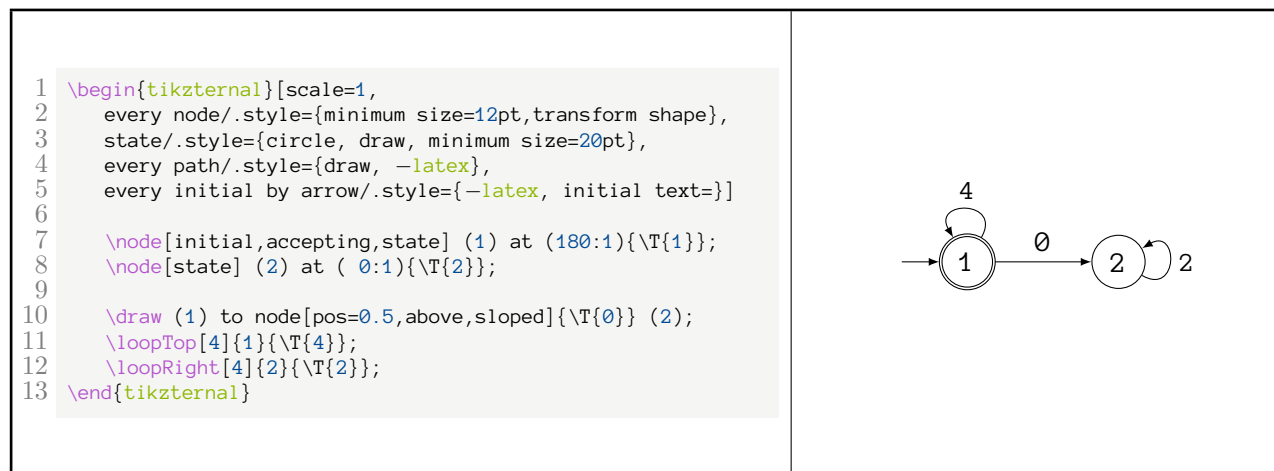 1 \begin{tikzternal}[scale=1,
2 every node/.style={minimum size=12pt,transform shape},
3 state/.style={circle, draw, minimum size=20pt},
4 every path/.style={draw, −latex},
5 every initial by arrow/.style={−latex, initial text=}]
6
7 \node[initial,accepting,state] (1) at (180:1){\T{1}};
8 \node[state] (2) at ( 0:1){\T{2}};
9
10 \draw (1) to node[pos=0.5,above,sloped]{\T{0}} (2);
11 \loopTop[4]{1}{\T{4}};
12 \loopRight[4]{2}{\T{2}};
13 \end{tikzternal}
4
0
1
2
2